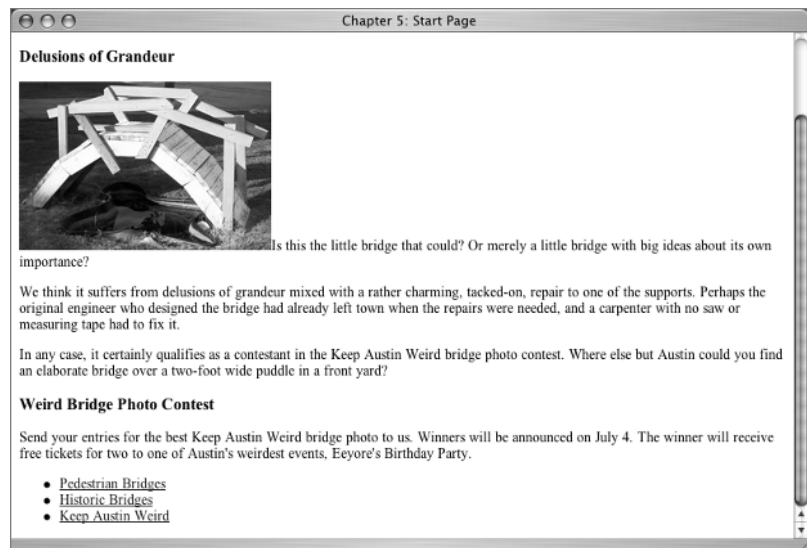 Chapter 5: Start Page
Delusions of Grandeur
Is this the little bridge that could? Or merely a little bridge with big ideas about its own
importance?
We think it suffers from delusions of grandeur mixed with a rather charming, tacked-on, repair to one of the supports. Perhaps the
original engineer who designed the bridge had already left town when the repairs were needed, and a carpenter with no saw or
measuring tape had to fix it.
In any case, it certainly qualifies as a contestant in the Keep Austin Weird bridge photo contest. Where else but Austin could you find
an elaborate bridge over a two-foot wide puddle in a front yard?
Weird Bridge Photo Contest
Send your entries for the best Keep Austin Weird bridge photo to us. Winners will be announced on July 4. The winner will receive
free tickets for two to one of Austin's weirdest events, Eeyore's Birthday Party.
• Pedestrian Bridges
• Historic Bridges
• Keep Austin Weird